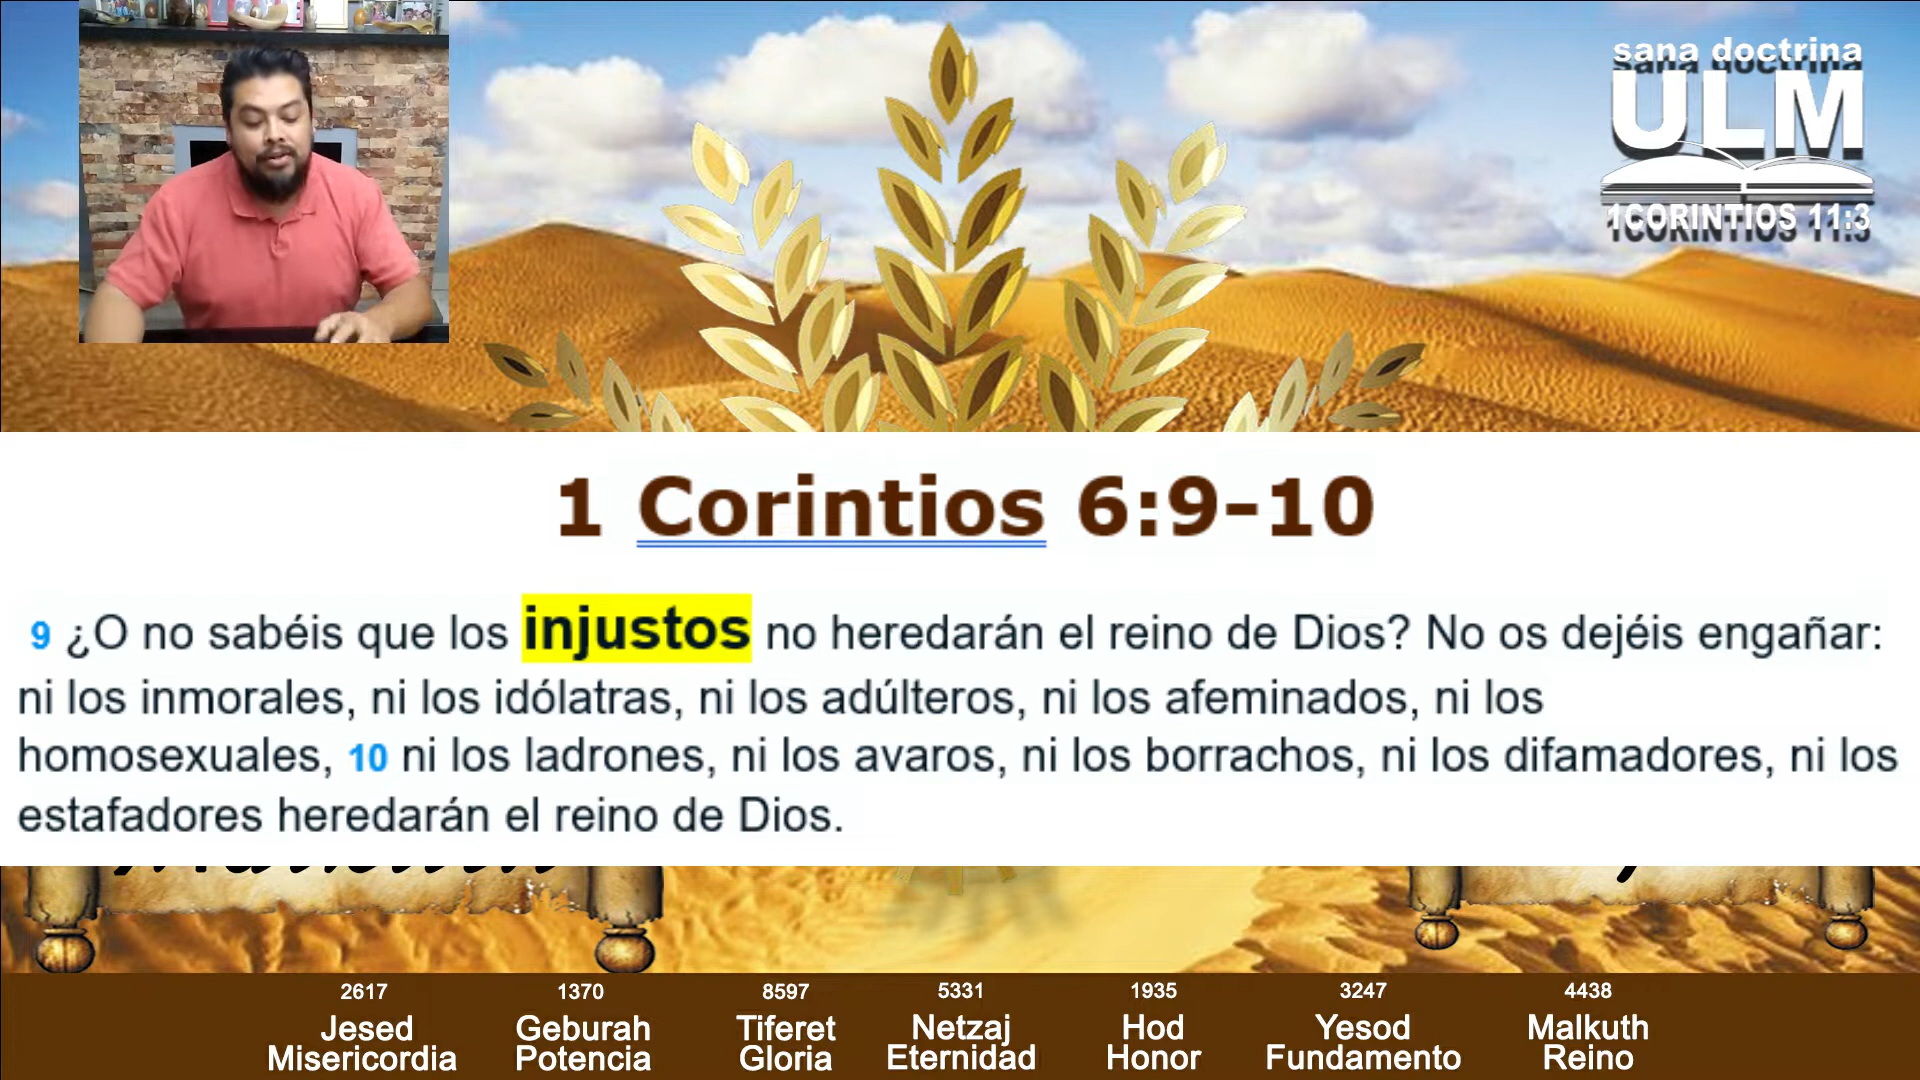 sana doctrina
ULM
1CORINTIOS 11:3
1 Corintios 6:9-10
9 ¿O no sabéis que los injustos no heredarán el reino de Dios? No os dejéis engañar:
ni los inmorales, ni los idólatras, ni los adúlteros, ni los afeminados, ni los
homosexuales, 10 ni los ladrones, ni los avaros, ni los borrachos, ni los difamadores, ni los
estafadores heredarán el reino de Dios.
2617 1370 8597 5331 1935 3247 4438
Jesed Geburah Tiferet Netzaj Hod Yesod Malkuth
Misericordia Potencia Gloria Eternidad Honor Fundamento Reino